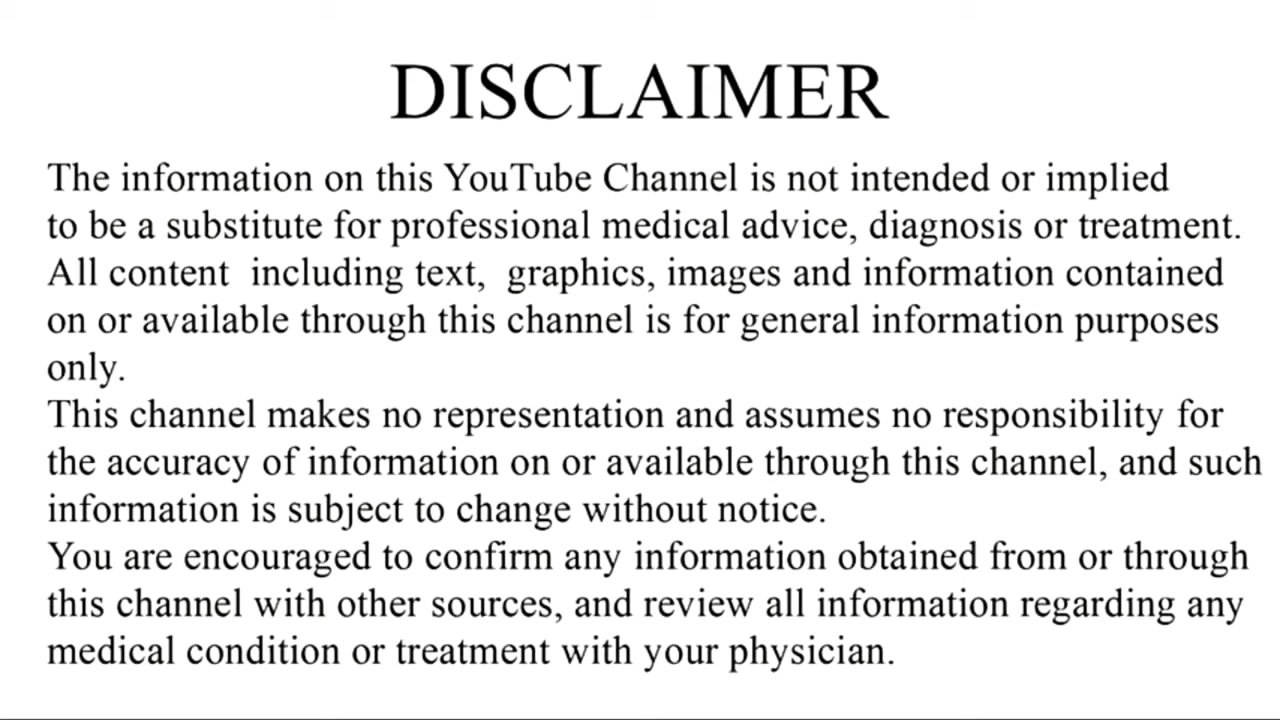 DISCLAIMER
The information on this YouTube Channel is not intended or implied
to be a substitute for professional medical advice, diagnosis or treatment.
All content  including text,  graphics, images and information contained
on or available through this channel is for general information purposes
only.
This channel makes no representation and assumes no responsibility for
the accuracy of information on or available through this channel, and such
information is subject to change without notice.
You are encouraged to confirm any information obtained from or through
this channel with other sources, and review all information regarding any
medical condition or treatment with your physician.